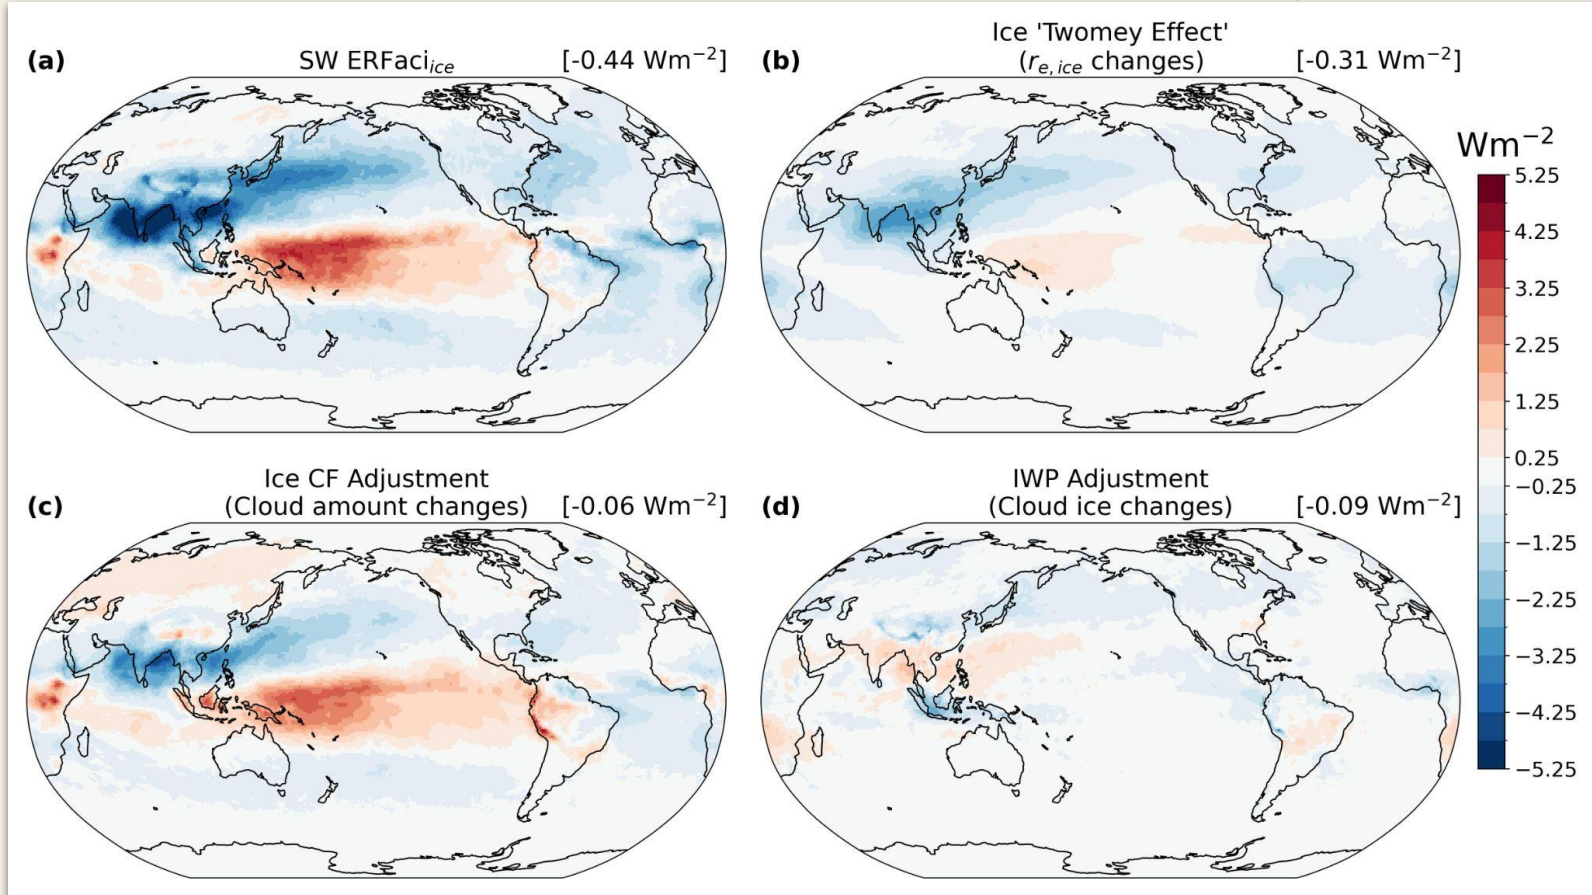 (a) SW ERFaci_ice [-0.44 Wm⁻²]
Ice 'Twomey Effect'
(b) (r_e, ice changes) [-0.31 Wm⁻²]
Wm⁻²
5.25
4.25
3.25
2.25
1.25
0.25
−0.25
−1.25
−2.25
−3.25
−4.25
−5.25
Ice CF Adjustment
(c) (Cloud amount changes) [-0.06 Wm⁻²]
IWP Adjustment
(d) (Cloud ice changes) [-0.09 Wm⁻²]